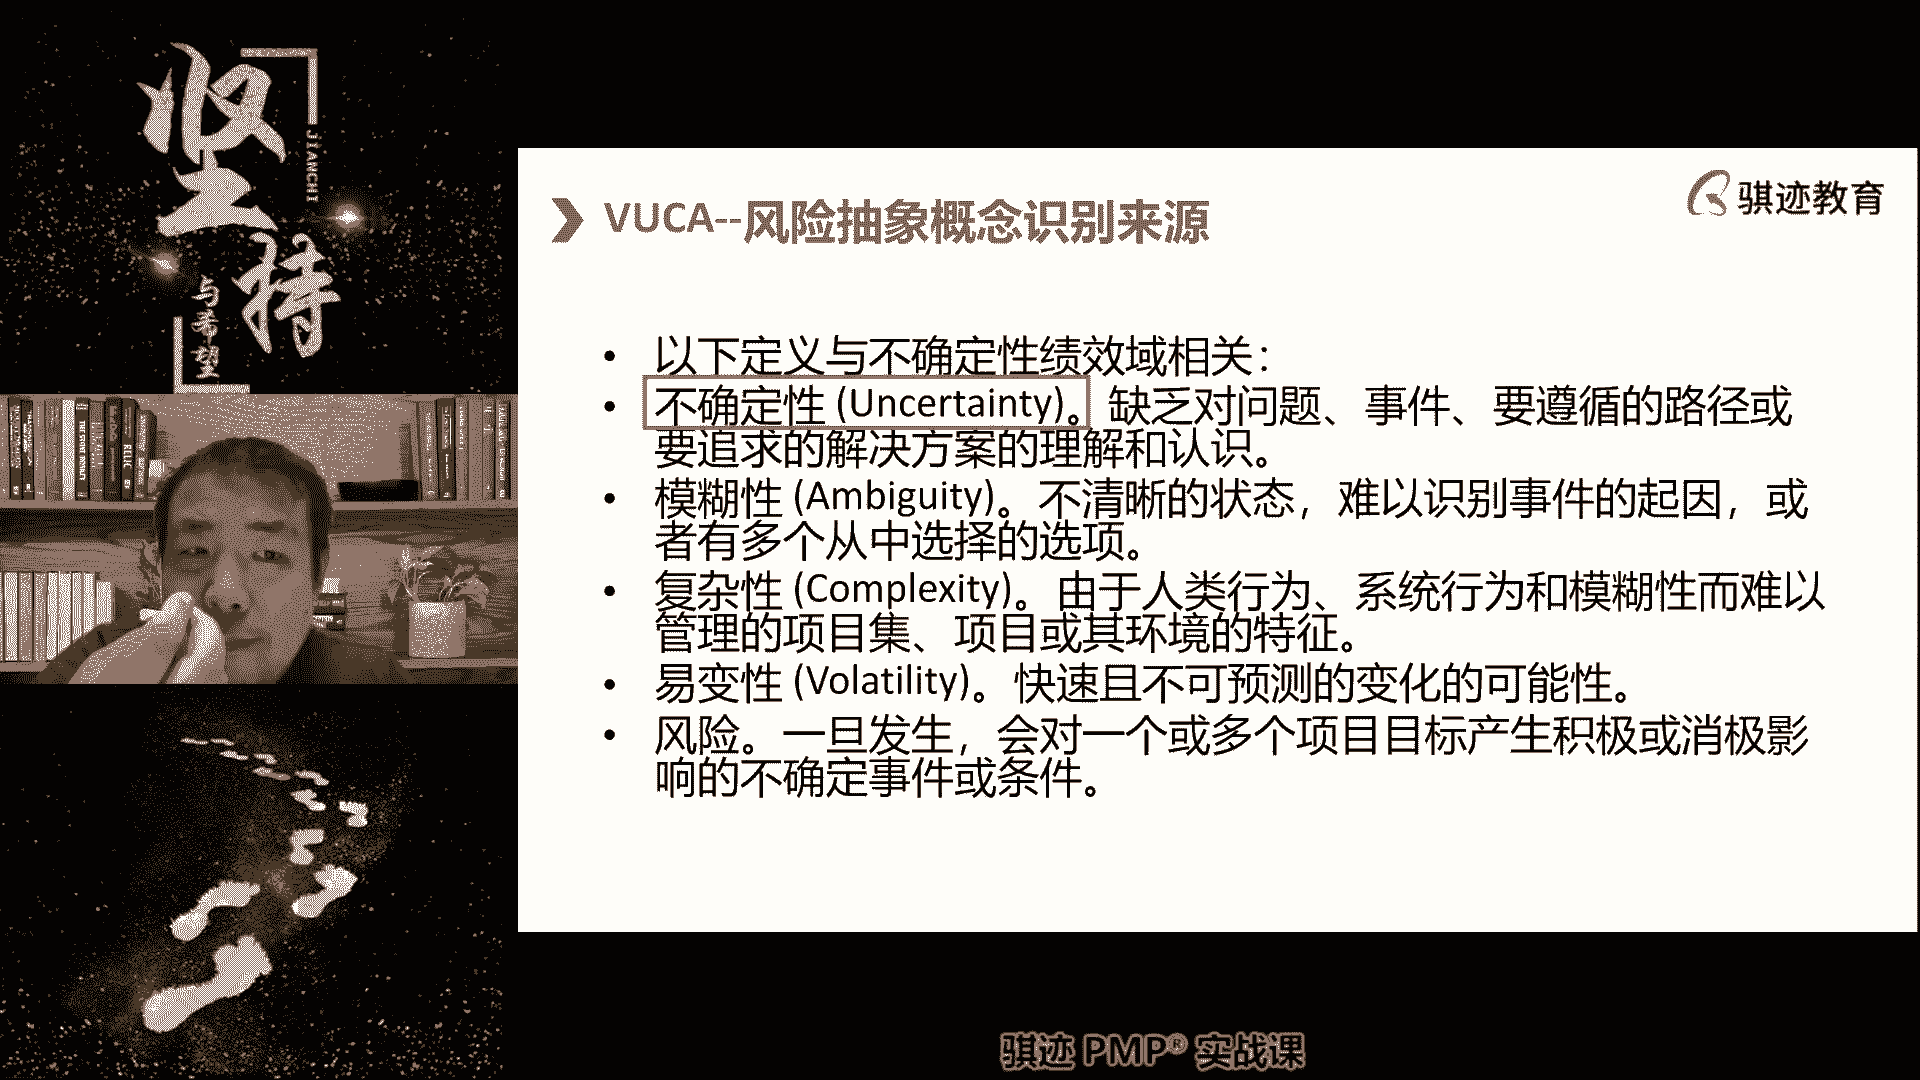 坚持
JIANCHI
与希望
骐迹教育
VUCA--风险抽象概念识别来源
• 以下定义与不确定性绩效域相关：
• 不确定性 (Uncertainty)。缺乏对问题、事件、要遵循的路径或
要追求的解决方案的理解和认识。
• 模糊性 (Ambiguity)。不清晰的状态，难以识别事件的起因，或
者有多个从中选择的选项。
• 复杂性 (Complexity)。由于人类行为、系统行为和模糊性而难以
管理的项目集、项目或其环境的特征。
• 易变性 (Volatility)。快速且不可预测的变化的可能性。
• 风险。一旦发生，会对一个或多个项目目标产生积极或消极影
响的不确定事件或条件。
骐迹 PMP® 实战课